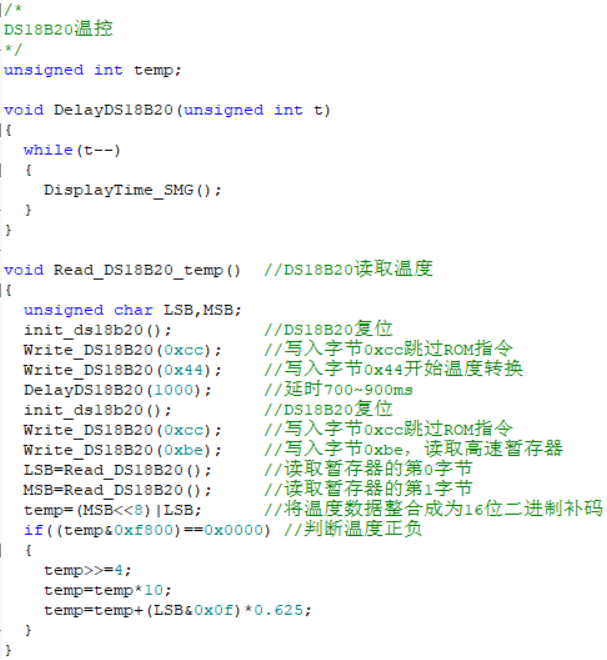 /*
DS18B20温控
*/
unsigned int temp;
void DelayDS18B20(unsigned int t)
{
while(t--)
{
DisplayTime_SMG();
}
}
void Read_DS18B20_temp() //DS18B20读取温度
{
unsigned char LSB,MSB;
init_ds18b20(); //DS18B20复位
Write_DS18B20(0xcc); //写入字节0xcc跳过ROM指令
Write_DS18B20(0x44); //写入字节0x44开始温度转换
DelayDS18B20(1000); //延时700~900ms
init_ds18b20(); //DS18B20复位
Write_DS18B20(0xcc); //写入字节0xcc跳过ROM指令
Write_DS18B20(0xbe); //写入字节0xbe，读取高速暂存器
LSB=Read_DS18B20(); //读取暂存器的第0字节
MSB=Read_DS18B20(); //读取暂存器的第1字节
temp=(MSB<<8)|LSB; //将温度数据整合成为16位二进制补码
if((temp&0xf800)==0x0000) //判断温度正负
{
temp>>=4;
temp=temp*10;
temp=temp+(LSB&0x0f)*0.625;
}
}